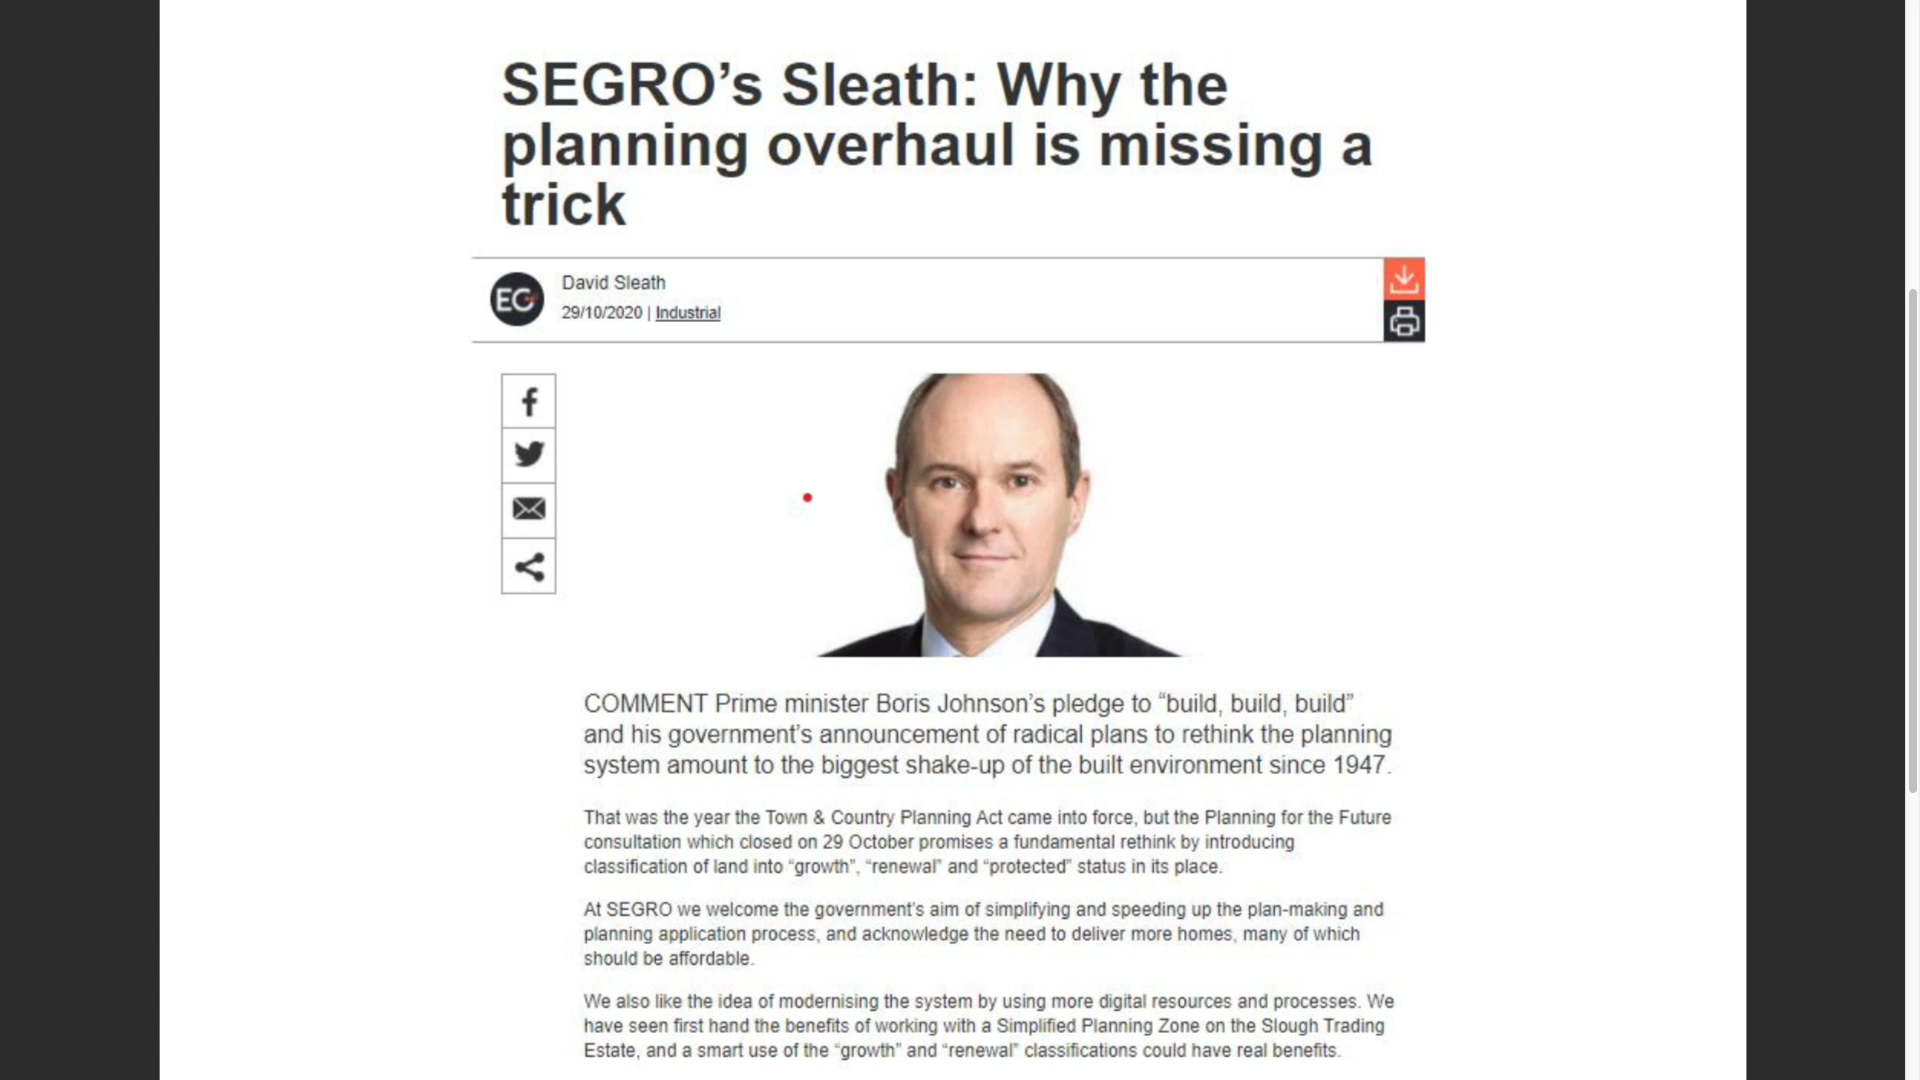 SEGRO’s Sleath: Why the
planning overhaul is missing a
trick
EG
David Sleath
29/10/2020 | Industrial
COMMENT Prime minister Boris Johnson’s pledge to “build, build, build”
and his government’s announcement of radical plans to rethink the planning
system amount to the biggest shake-up of the built environment since 1947.
That was the year the Town & Country Planning Act came into force, but the Planning for the Future
consultation which closed on 29 October promises a fundamental rethink by introducing
classification of land into “growth”, “renewal” and “protected” status in its place.
At SEGRO we welcome the government’s aim of simplifying and speeding up the plan-making and
planning application process, and acknowledge the need to deliver more homes, many of which
should be affordable.
We also like the idea of modernising the system by using more digital resources and processes. We
have seen first hand the benefits of working with a Simplified Planning Zone on the Slough Trading
Estate, and a smart use of the “growth” and “renewal” classifications could have real benefits.